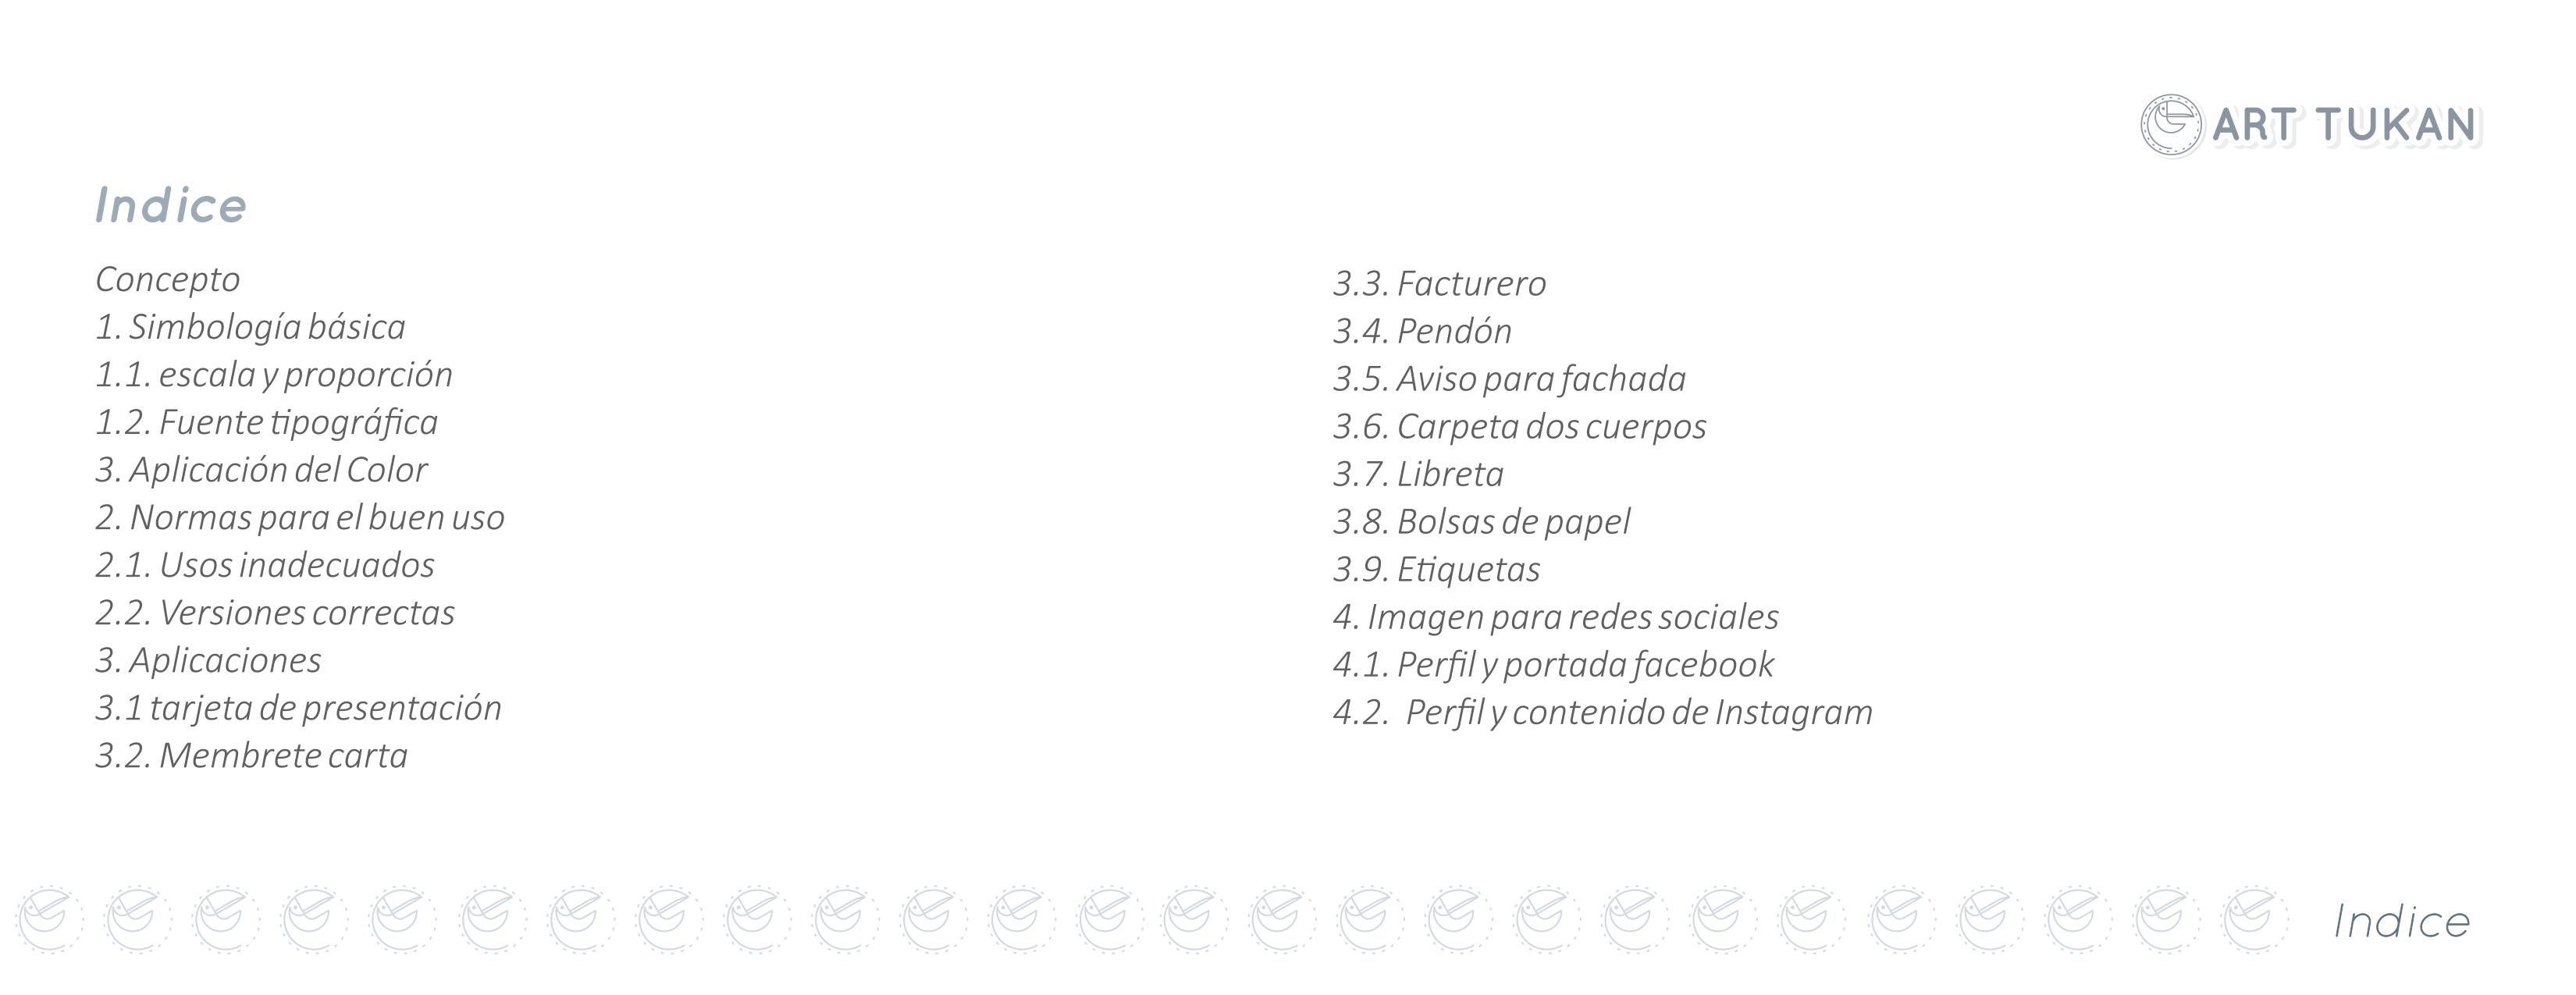 ART TUKAN
Indice
Concepto
1. Simbología básica
1.1. escala y proporción
1.2. Fuente tipográfica
3. Aplicación del Color
2. Normas para el buen uso
2.1. Usos inadecuados
2.2. Versiones correctas
3. Aplicaciones
3.1 tarjeta de presentación
3.2. Membrete carta
3.3. Facturero
3.4. Pendón
3.5. Aviso para fachada
3.6. Carpeta dos cuerpos
3.7. Libreta
3.8. Bolsas de papel
3.9. Etiquetas
4. Imagen para redes sociales
4.1. Perfil y portada facebook
4.2. Perfil y contenido de Instagram
Indice